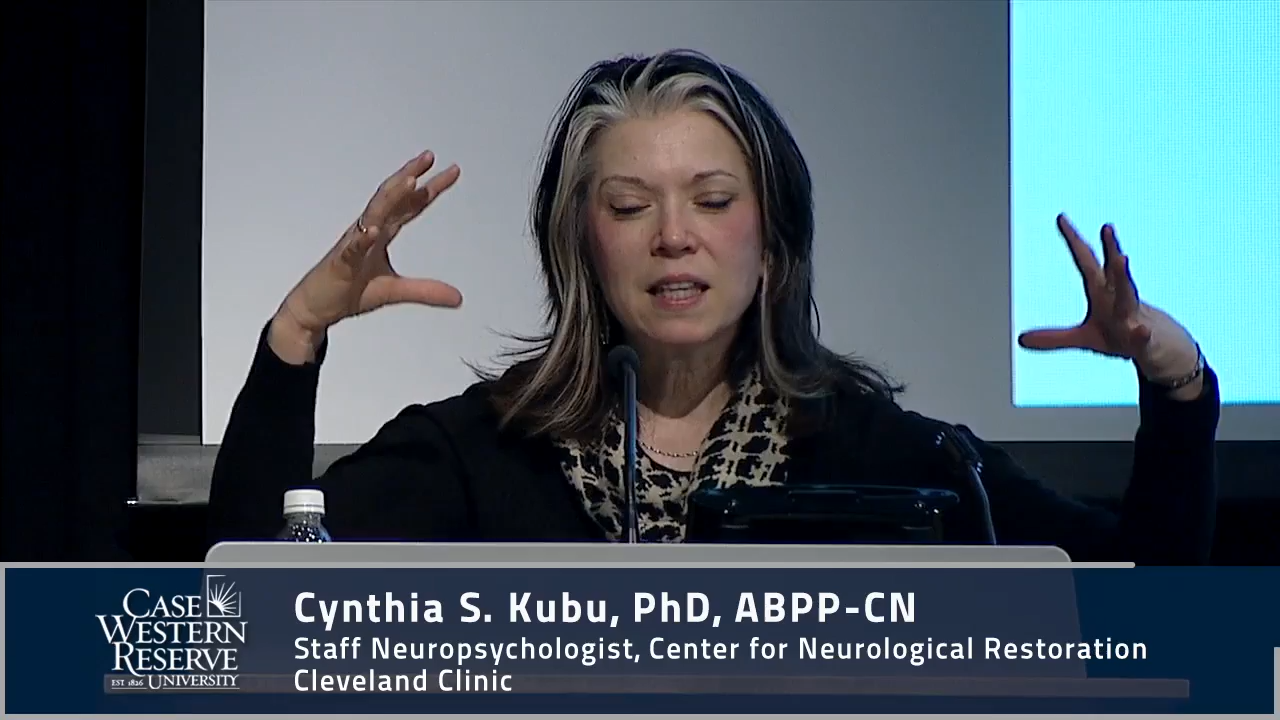 CASE
WESTERN
RESERVE
EST. 1826 UNIVERSITY
Cynthia S. Kubu, PhD, ABPP-CN
Staff Neuropsychologist, Center for Neurological Restoration
Cleveland Clinic